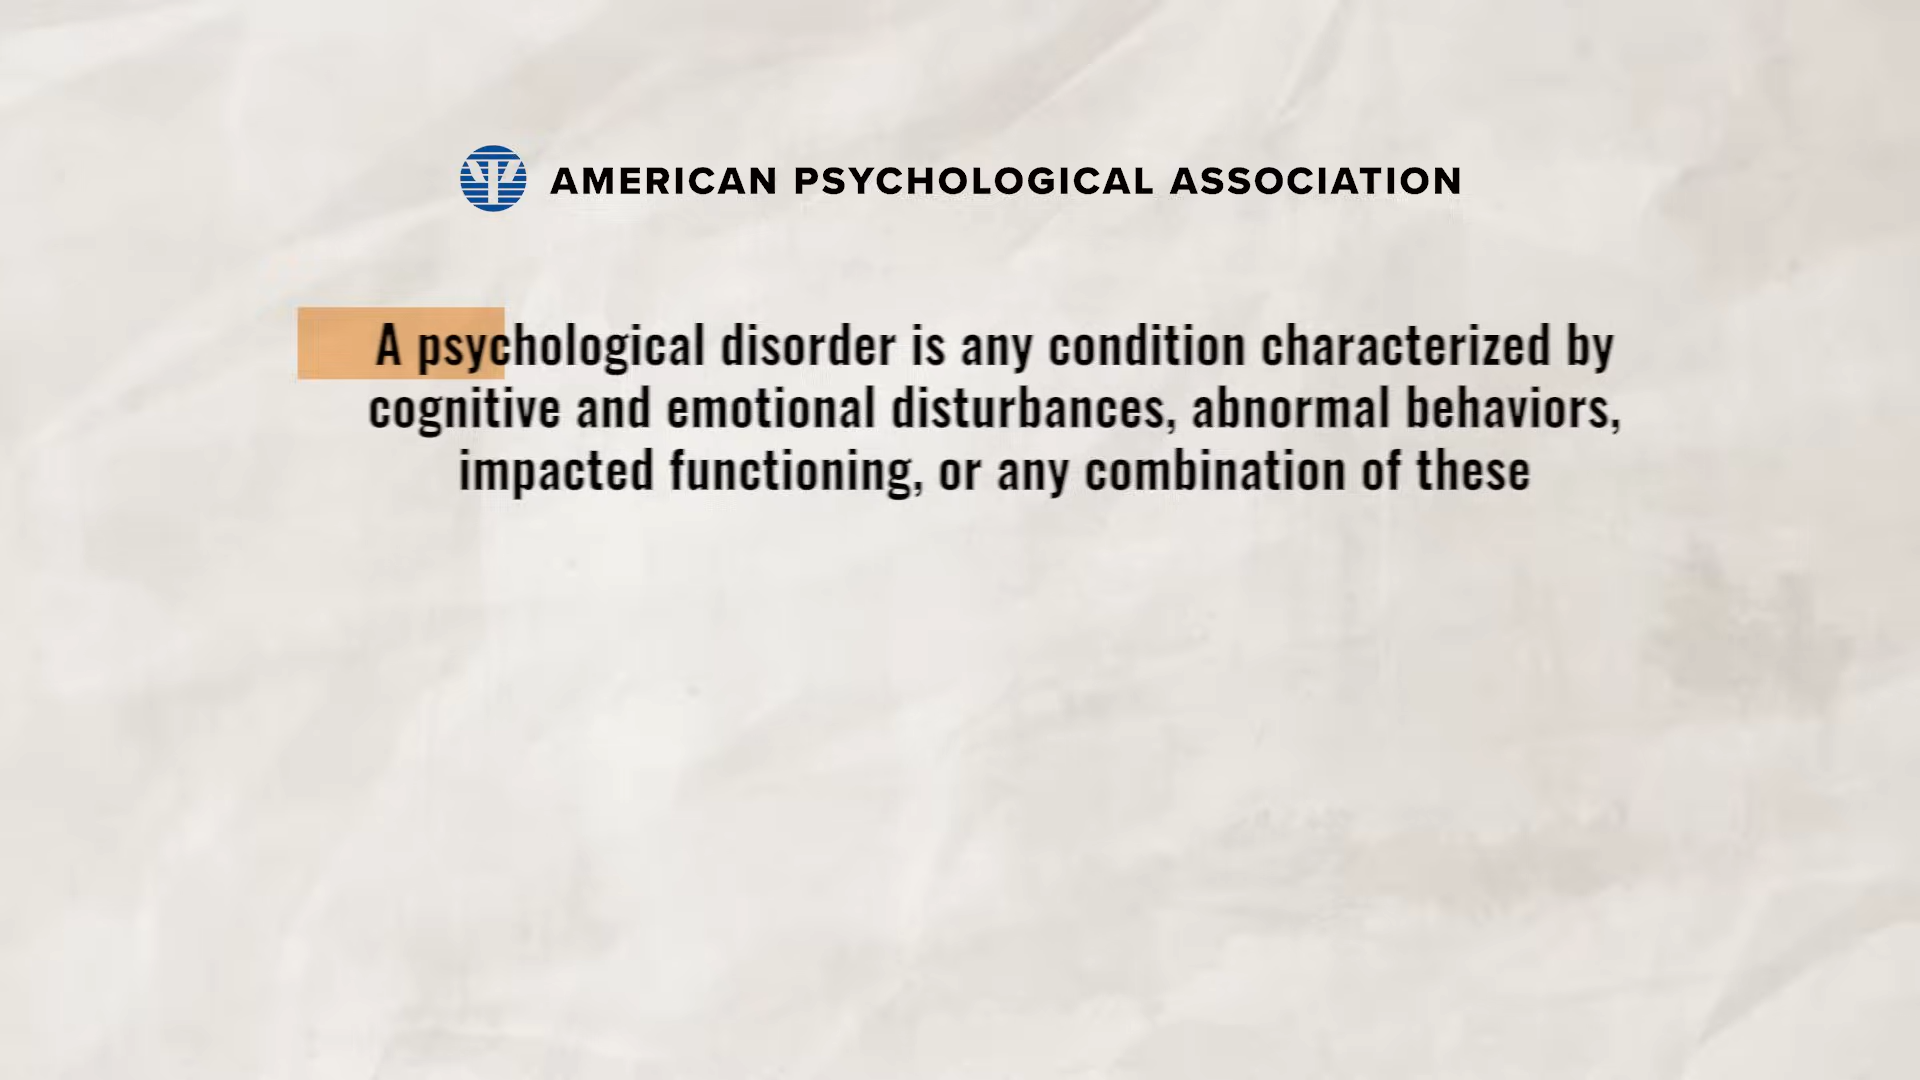 AMERICAN PSYCHOLOGICAL ASSOCIATION
A psychological disorder is any condition characterized by
cognitive and emotional disturbances, abnormal behaviors,
impacted functioning, or any combination of these